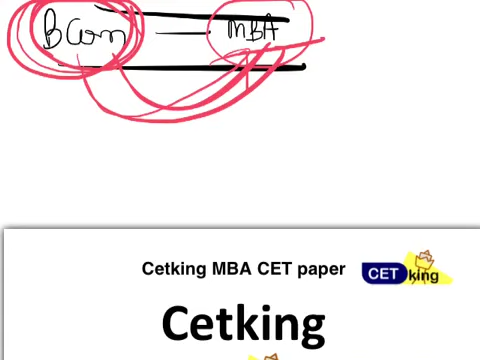 BCom — MBA
Cetking MBA CET paper
CET king
Cetking